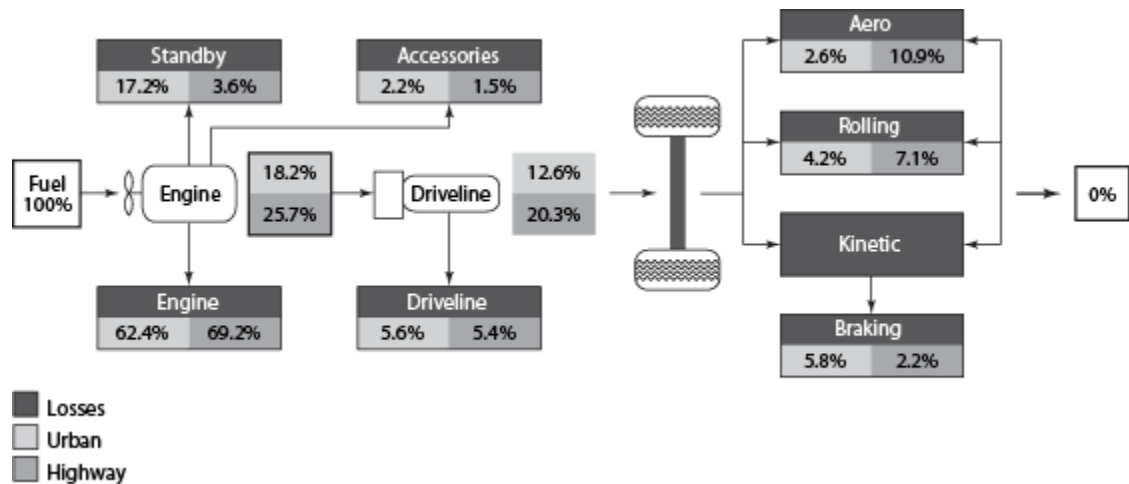 Standby
17.2% 3.6%
Accessories
2.2% 1.5%
Aero
2.6% 10.9%
Fuel
100%
Engine
18.2%
25.7%
Driveline
12.6%
20.3%
Rolling
4.2% 7.1%
Kinetic
0%
Engine
62.4% 69.2%
Driveline
5.6% 5.4%
Braking
5.8% 2.2%
Losses
Urban
Highway